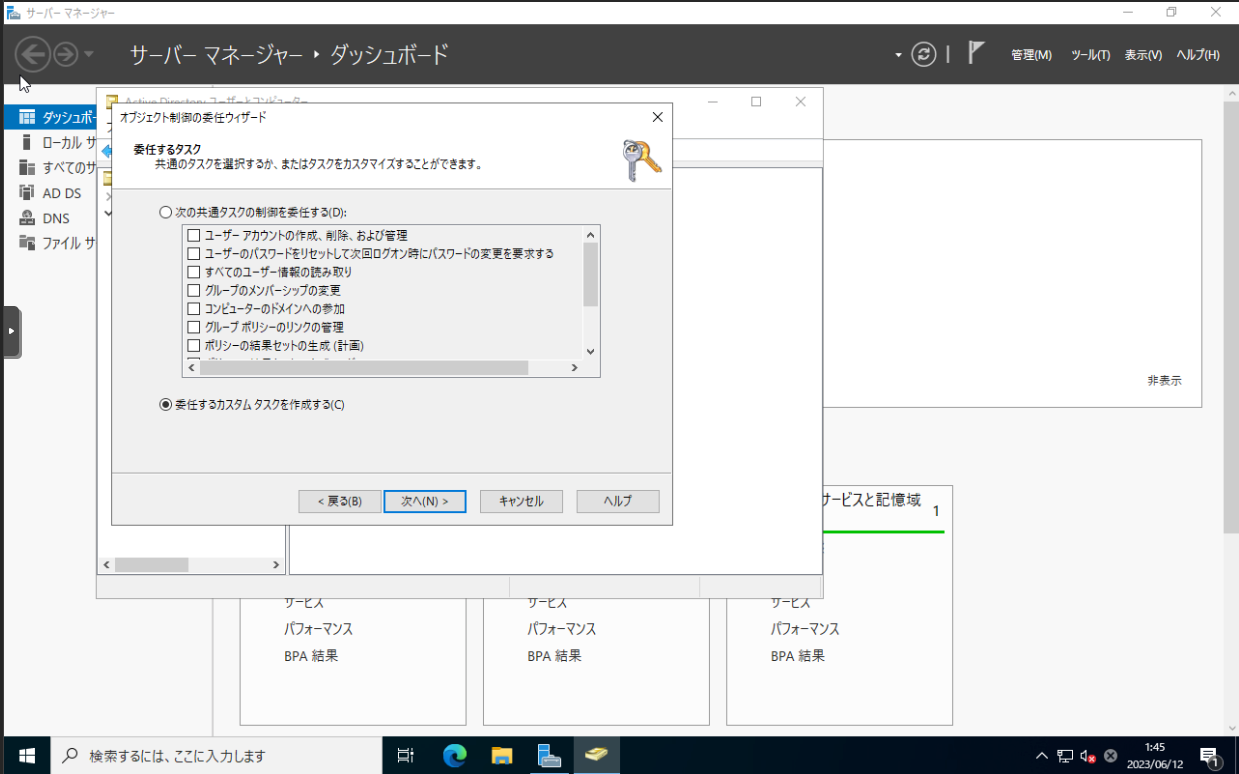 サーバー マネージャー
サーバー マネージャー ・ ダッシュボード
管理(M) ツール(T) 表示(V) ヘルプ(H)
ダッシュボ
ローカル サ
すべてのサ
AD DS
DNS
ファイル サ
Active Directory ユーザーとコンピューター
オブジェクト制御の委任ウィザード
委任するタスク
共通のタスクを選択するか、またはタスクをカスタマイズすることができます。
次の共通タスクの制御を委任する(D):
ユーザー アカウントの作成、削除、および管理
ユーザーのパスワードをリセットして次回ログオン時にパスワードの変更を要求する
すべてのユーザー情報の読み取り
グループのメンバーシップの変更
コンピューターのドメインへの参加
グループ ポリシーのリンクの管理
ポリシーの結果セットの生成 (計画)
委任するカスタム タスクを作成する(C)
< 戻る(B) 次へ(N) > キャンセル ヘルプ
非表示
サービスと記憶域 1
サービス サービス サービス
パフォーマンス パフォーマンス パフォーマンス
BPA 結果 BPA 結果 BPA 結果
検索するには、ここに入力します
1:45
2023/06/12
1